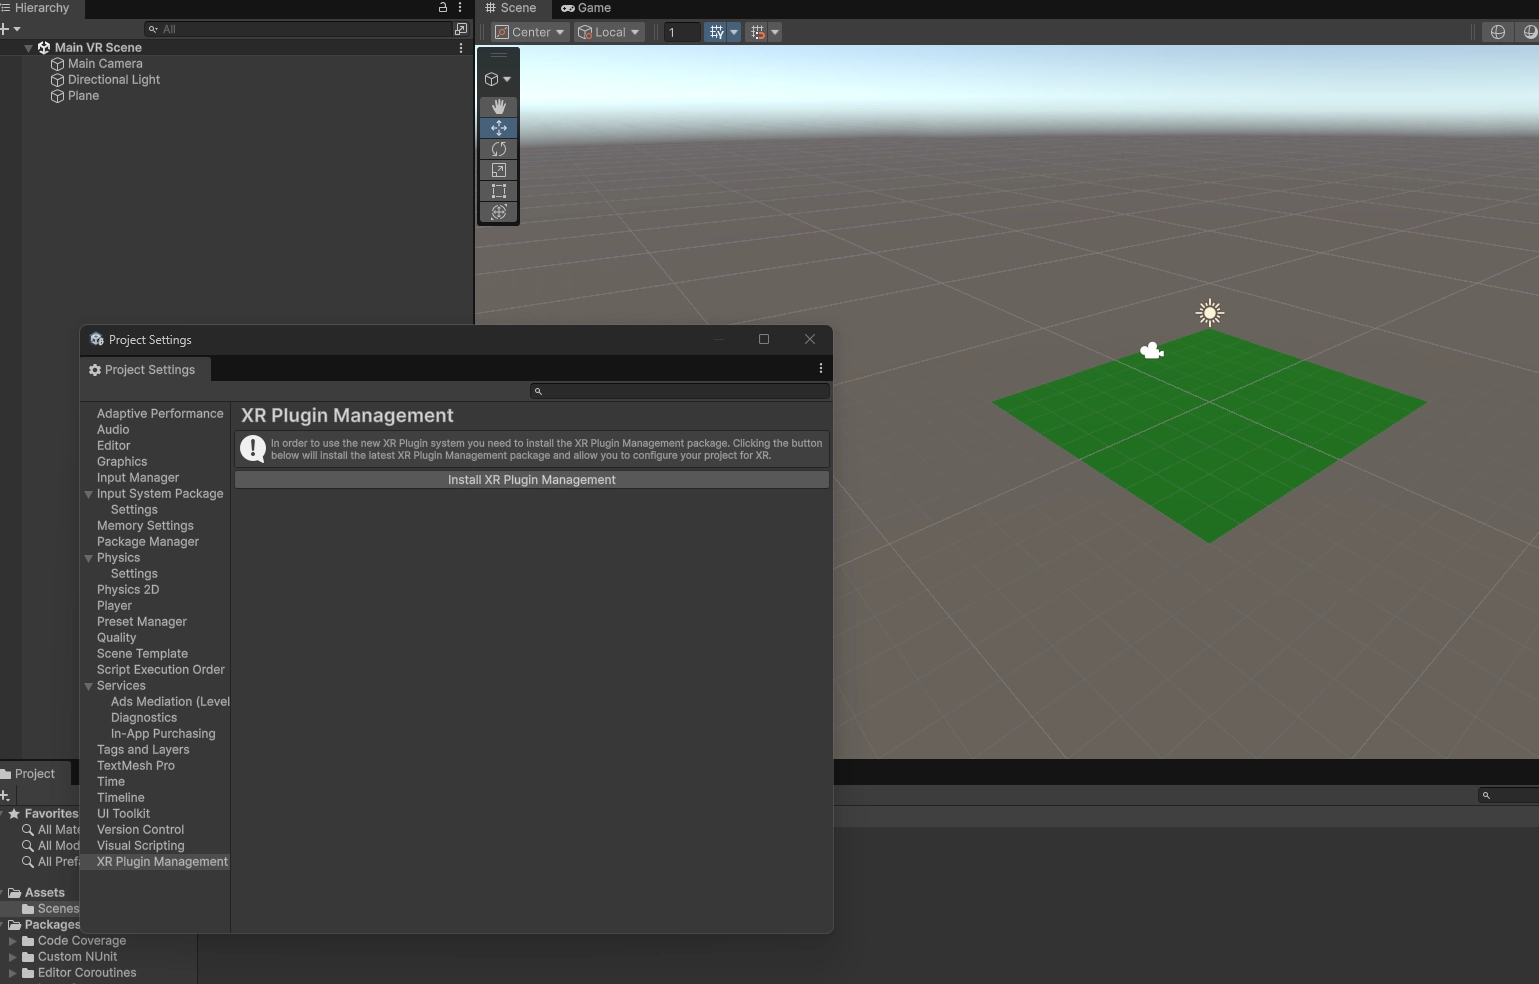 Hierarchy
All
Main VR Scene
Main Camera
Directional Light
Plane
Scene
Game
Center
Local
1
Project Settings
Project Settings
Adaptive Performance
Audio
Editor
Graphics
Input Manager
Input System Package
Settings
Memory Settings
Package Manager
Physics
Settings
Physics 2D
Player
Preset Manager
Quality
Scene Template
Script Execution Order
Services
Ads Mediation (Level
Diagnostics
In-App Purchasing
Tags and Layers
TextMesh Pro
Time
Timeline
UI Toolkit
Version Control
Visual Scripting
XR Plugin Management
XR Plugin Management
In order to use the new XR Plugin system you need to install the XR Plugin Management package. Clicking the button
below will install the latest XR Plugin Management package and allow you to configure your project for XR.
Install XR Plugin Management
Project
Favorites
All Mate
All Mod
All Prefa
Assets
Scenes
Packages
Code Coverage
Custom NUnit
Editor Coroutines